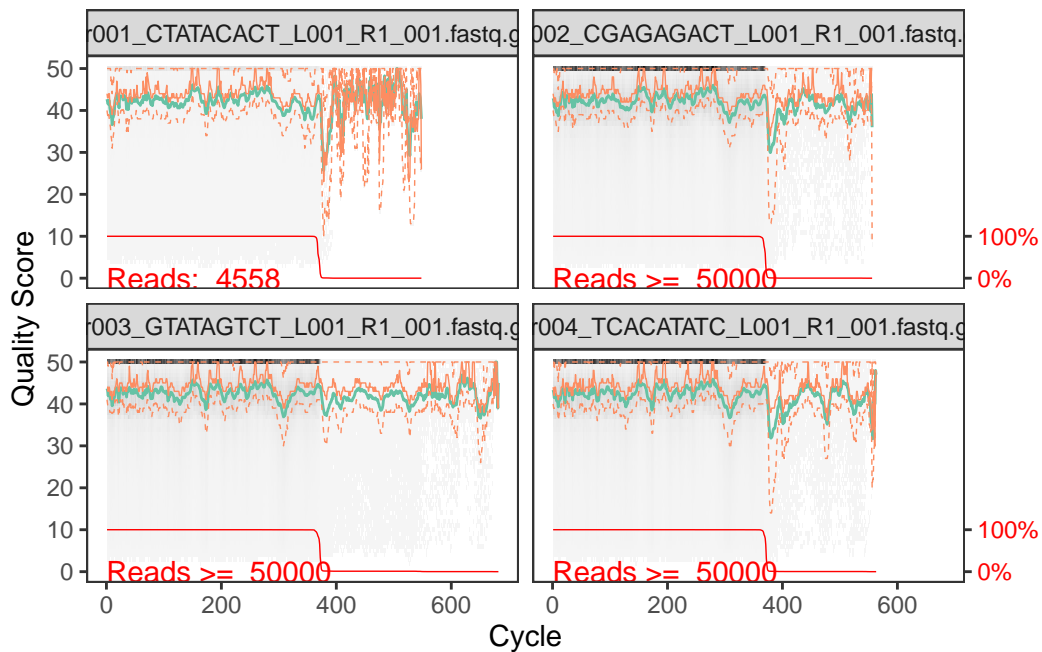 r001_CTATACACT_L001_R1_001.fastq.g
002_CGAGAGACT_L001_R1_001.fastq.
50
40
30
20
10
0
Reads: 4558
Reads >= 50000
100%
0%
r003_GTATAGTCT_L001_R1_001.fastq.g
r004_TCACATATC_L001_R1_001.fastq.g
50
40
30
20
10
0
Reads >= 50000
Reads >= 50000
100%
0%
0
200
400
600
0
200
400
600
Cycle
Quality Score